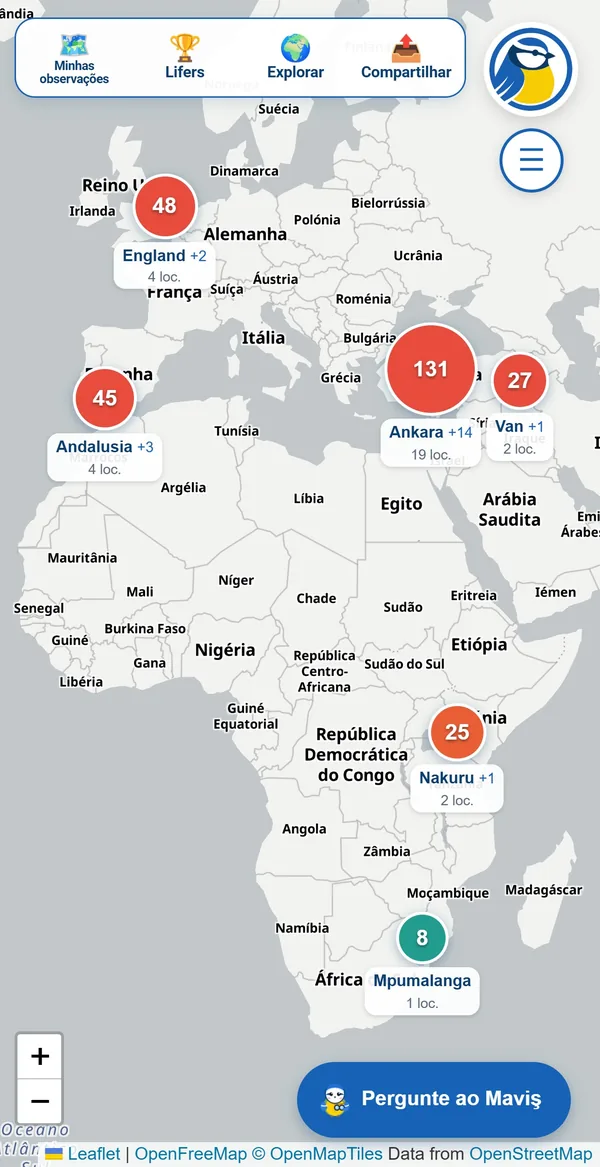 Minhas
observações
Lifers
Explorar
Compartilhar
Suécia
Dinamarca
Reino U
Irlanda
48
Bielorrússia
Polónia
Alemanha
England +2
4 loc.
Ucrânia
Áustria
Suíça
França
Roménia
Itália
Bulgária
Grécia
131
27
45
Ankara +14
19 loc.
Van +1
2 loc.
Andalusia +3
4 loc.
Tunísia
Argélia
Líbia
Egito
Arábia
Saudita
Mauritânia
Mali
Níger
Chade
Sudão
Eritreia
Iémen
Senegal
Guiné
Burkina Faso
Gana
Nigéria
Libéria
República
Centro-
Africana
Sudão do Sul
Etiópia
Guiné
Equatorial
República
Democrática
do Congo
25
Nakuru +1
2 loc.
Angola
Zâmbia
Moçambique
Madagáscar
Namíbia
8
África
Mpumalanga
1 loc.
+
−
Pergunte ao Maviş
Oceano
Leaflet | OpenFreeMap © OpenMapTiles Data from OpenStreetMap